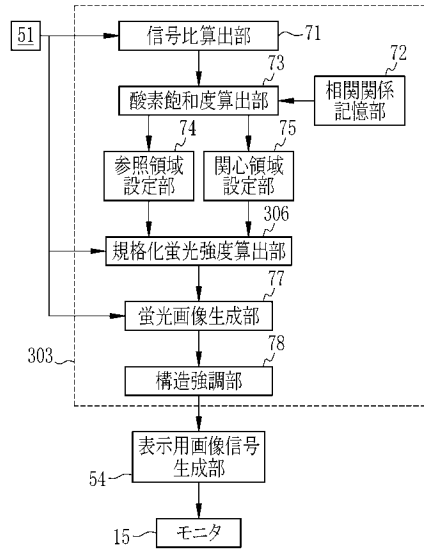 51
信号比算出部
71
73
72
酸素飽和度算出部
相関関係
記憶部
74
75
参照領域
設定部
関心領域
設定部
306
規格化蛍光強度算出部
77
蛍光画像生成部
303
78
構造強調部
表示用画像信号
生成部
54
15
モニタ